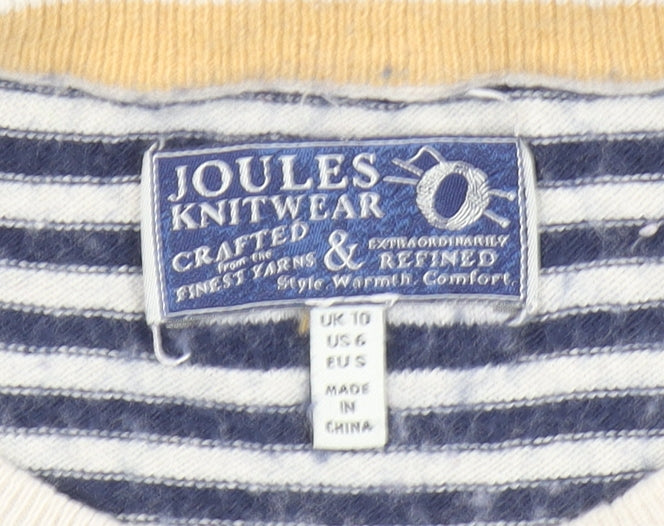 JOULES
KNITWEAR
CRAFTED
from the
FINEST YARNS
&
EXTRAORDINARILY
REFINED
Style. Warmth. Comfort.
UK 10
US 6
EU S
MADE
IN
CHINA